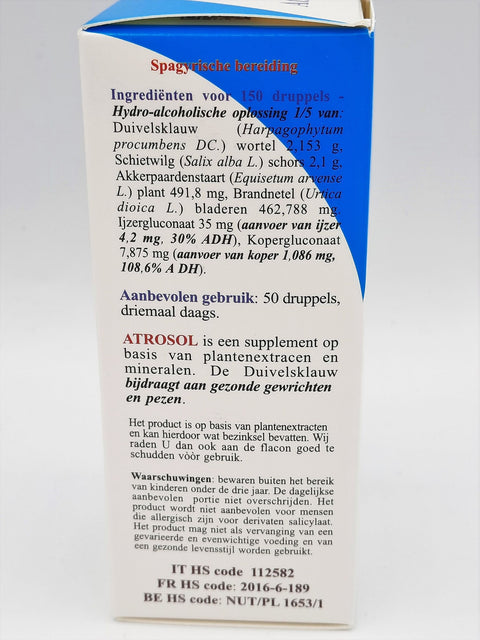 Spagyrische bereiding
Ingrediënten voor 150 druppels -
Hydro-alcoholische oplossing 1/5 van:
Duivelsklauw (Harpagophytum
procumbens DC.) wortel 2,153 g.
Schietwilg (Salix alba L.) schors 2,1 g.
Akkerpaardenstaart (Equisetum arvense
L.) plant 491,8 mg, Brandnetel (Urtica
dioica L.) bladeren 462,788 mg.
Ijzergluconaat 35 mg (aanvoer van ijzer
4,2 mg, 30% ADH), Kopergluconaat
7,875 mg (aanvoer van koper 1,086 mg,
108,6% A DH).
Aanbevolen gebruik: 50 druppels,
driemaal daags.
ATROSOL is een supplement op
basis van plantenextracen en
mineralen. De Duivelsklauw
bijdraagt aan gezonde gewrichten
en pezen.
Het product is op basis van plantenextracten
en kan hierdoor wat bezinksel bevatten. Wij
raden U dan ook aan de flacon goed te
schudden vòòr gebruik.
Waarschuwingen: bewaren buiten het bereik
van kinderen onder de drie jaar. De dagelijkse
aanbevolen portie niet overschrijden. Het
product wordt niet aanbevolen voor mensen
die allergisch zijn voor derivaten salicylaat.
Het product mag niet als vervanging van een
gevarieerde en evenwichtige voeding en van
een gezonde levensstijl worden gebruikt.
IT HS code 112582
FR HS code: 2016-6-189
BE HS code: NUT/PL 1653/1